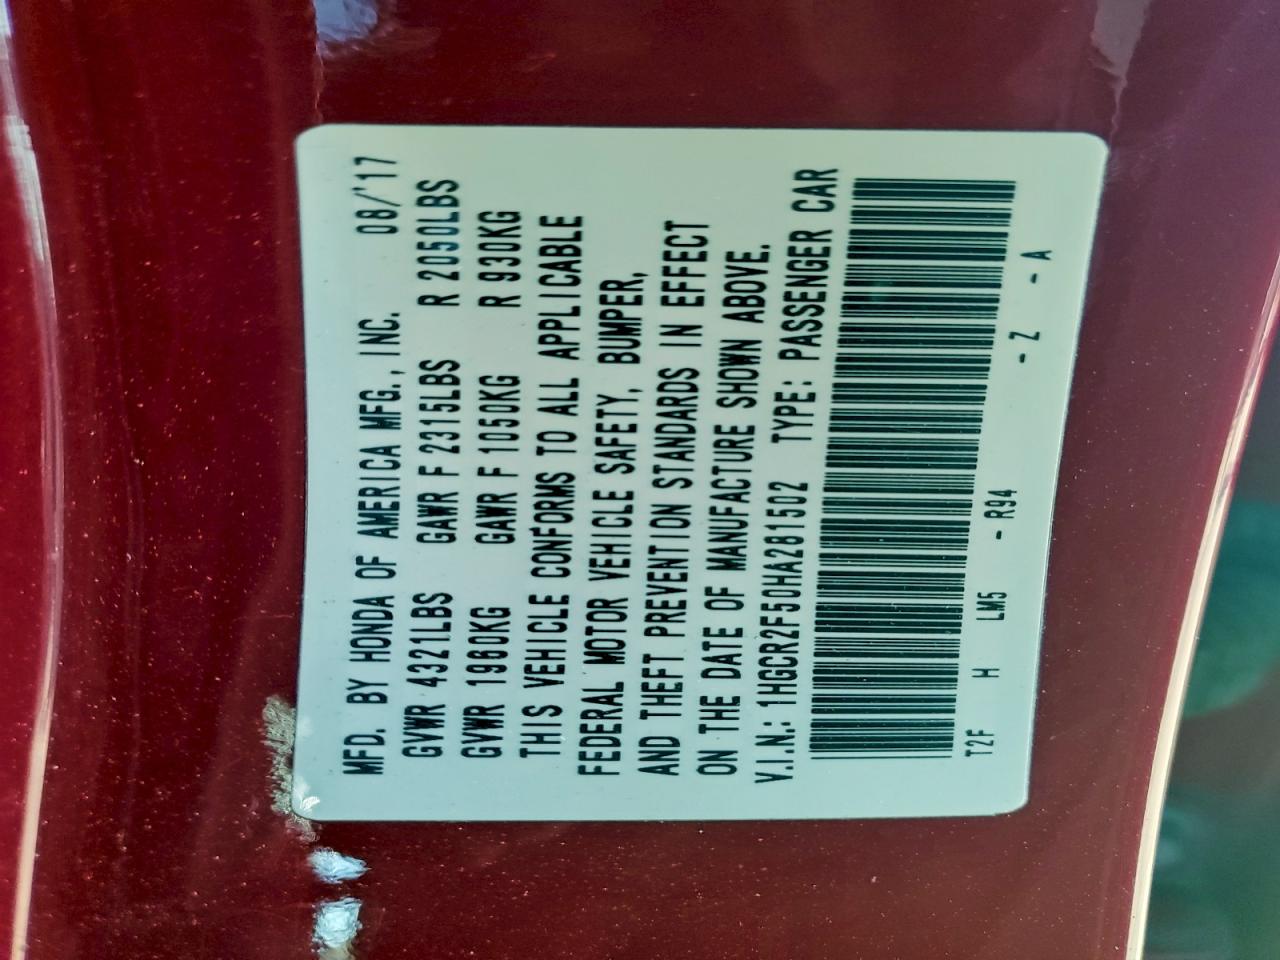 MFD. BY HONDA OF AMERICA MFG., INC. 08/'17
GVWR 4321LBS GAWR F 2315LBS R 2050LBS
GVWR 1960KG GAWR F 1050KG R 930KG
THIS VEHICLE CONFORMS TO ALL APPLICABLE
FEDERAL MOTOR VEHICLE SAFETY, BUMPER,
AND THEFT PREVENTION STANDARDS IN EFFECT
ON THE DATE OF MANUFACTURE SHOWN ABOVE.
V.I.N.: 1HGCR2F50HA281502 TYPE: PASSENGER CAR
T2F H LM5 - R94 - Z - A